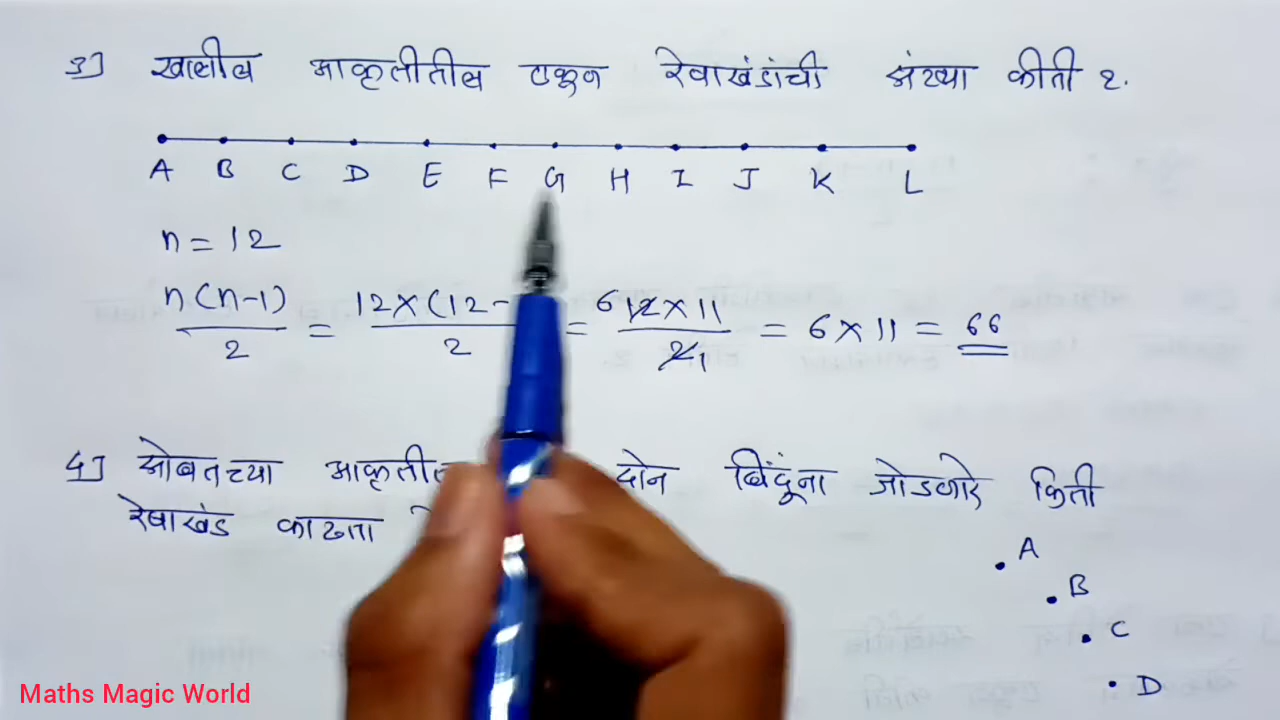 3] खालील आकृतीतील एकूण रेषाखंडांची संख्या कीती ?.
A B C D E F G H I J K L
n = 12
n(n-1)/2 = 12×(12- /2 = 6 12×11/2 1 = 6×11 = 66
4] सोबतच्या दोन बिंदूंना जोडणारे किती
रेषाखंड काढता
A
B
C
D
Maths Magic World